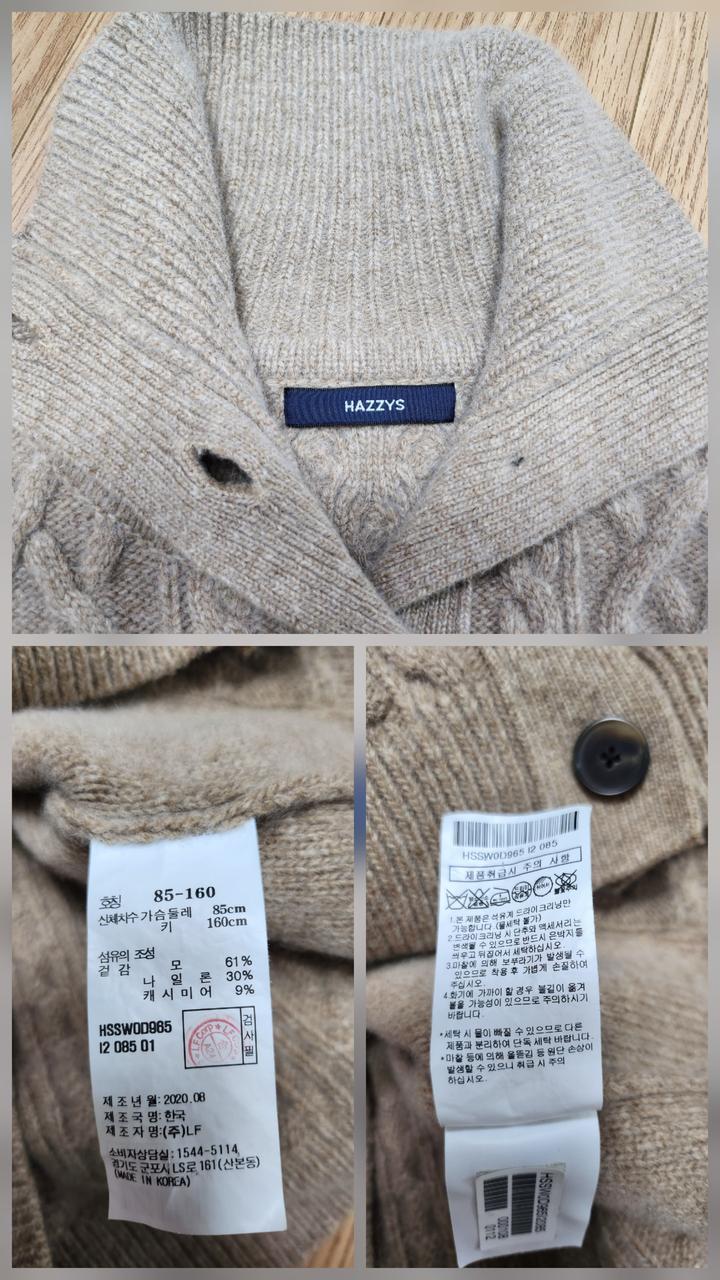 HAZZYS
호칭 85-160
신체치수 가슴둘레 85cm
키 160cm
섬유의 조성
겉감 모 61%
나일론 30%
캐시미어 9%
HSSW0D965
I2 085 01
검사필
LF Corp
제조년월: 2020.08
제조국명: 한국
제조자명: (주)LF
소비자상담실: 1544-5114
경기도 군포시 LS로 161(산본동)
(MADE IN KOREA)
HSSW0D965 I2 085
제품취급시 주의 사항
1.본 제품은 석유계 드라이크리닝만
가능합니다.(물세탁 불가)
2.드라이크리닝 시 단추와 액세서리는
변색될 수 있으므로 반드시 은박지등
씌우고 뒤집어서 세탁하십시오.
3.마찰에 의해 보푸라기가 발생될 수
있으므로 착용 후 가볍게 손질하여
주십시오.
4.화기에 가까이 할 경우 불길이 옮겨
붙을 가능성이 있으므로 주의하시기
바랍니다.
*세탁 시 물이 빠질 수 있으므로 다른
제품과 분리하여 단독 세탁 바랍니다.
*마찰 등에 의해 올뜯김 등 원단 손상이
발생할 수 있으니 취급 시 주의
하십시오.